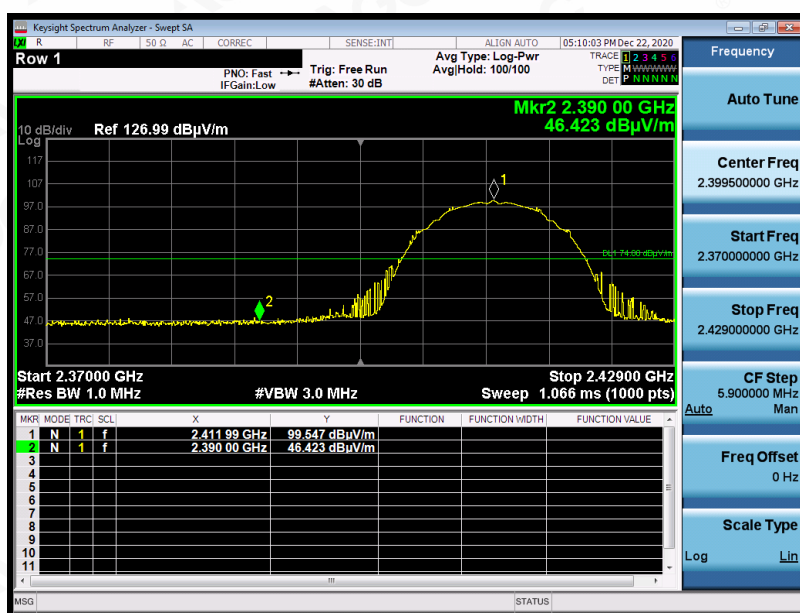 Keysight Spectrum Analyzer - Swept SA
LXI R RF 50 Ω AC CORREC SENSE:INT ALIGN AUTO 05:10:03 PM Dec 22, 2020
Row 1
PNO: Fast
IFGain:Low
Trig: Free Run
#Atten: 30 dB
Avg Type: Log-Pwr
Avg|Hold: 100/100
TRACE 1 2 3 4 5 6
TYPE M W W W W W
DET P N N N N N
Mkr2 2.390 00 GHz
46.423 dBµV/m
10 dB/div Ref 126.99 dBµV/m
Log
117
107
97.0
87.0
77.0
67.0
57.0
47.0
37.0
1
2
DL1 74.00 dBµV/m
Start 2.37000 GHz Stop 2.42900 GHz
#Res BW 1.0 MHz #VBW 3.0 MHz Sweep 1.066 ms (1000 pts)
MKR MODE TRC SCL X Y FUNCTION FUNCTION WIDTH FUNCTION VALUE
1 N 1 f 2.411 99 GHz 99.547 dBµV/m
2 N 1 f 2.390 00 GHz 46.423 dBµV/m
3
4
5
6
7
8
9
10
11
MSG STATUS
Frequency
Auto Tune
Center Freq
2.399500000 GHz
Start Freq
2.370000000 GHz
Stop Freq
2.429000000 GHz
CF Step
5.900000 MHz
Auto Man
Freq Offset
0 Hz
Scale Type
Log Lin